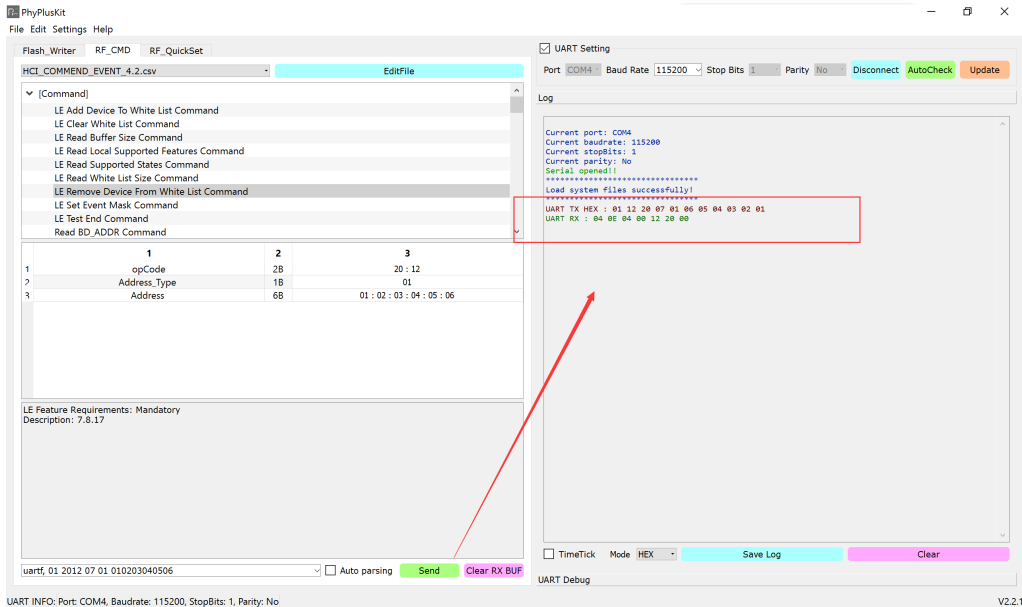 PhyPlusKit
File Edit Settings Help
Flash_Writer RF_CMD RF_QuickSet
HCI_COMMEND_EVENT_4.2.csv EditFile
[Command]
LE Add Device To White List Command
LE Clear White List Command
LE Read Buffer Size Command
LE Read Local Supported Features Command
LE Read Supported States Command
LE Read White List Size Command
LE Remove Device From White List Command
LE Set Event Mask Command
LE Test End Command
Read BD_ADDR Command
1 2 3
1 opCode 2B 20 : 12
2 Address_Type 1B 01
3 Address 6B 01 : 02 : 03 : 04 : 05 : 06
LE Feature Requirements: Mandatory
Description: 7.8.17
uartf, 01 2012 07 01 010203040506 Auto parsing Send Clear RX BUF
UART Setting
Port COM4 Baud Rate 115200 Stop Bits 1 Parity No Disconnect AutoCheck Update
Log
Current port: COM4
Current baudrate: 115200
Current stopBits: 1
Current parity: No
Serial opened!!
********************************
Load system files successfully!
********************************
UART TX HEX : 01 12 20 07 01 06 05 04 03 02 01
UART RX : 04 0E 04 00 12 20 00
TimeTick Mode HEX Save Log Clear
UART Debug
UART INFO: Port: COM4, Baudrate: 115200, StopBits: 1, Parity: No V2.2.1